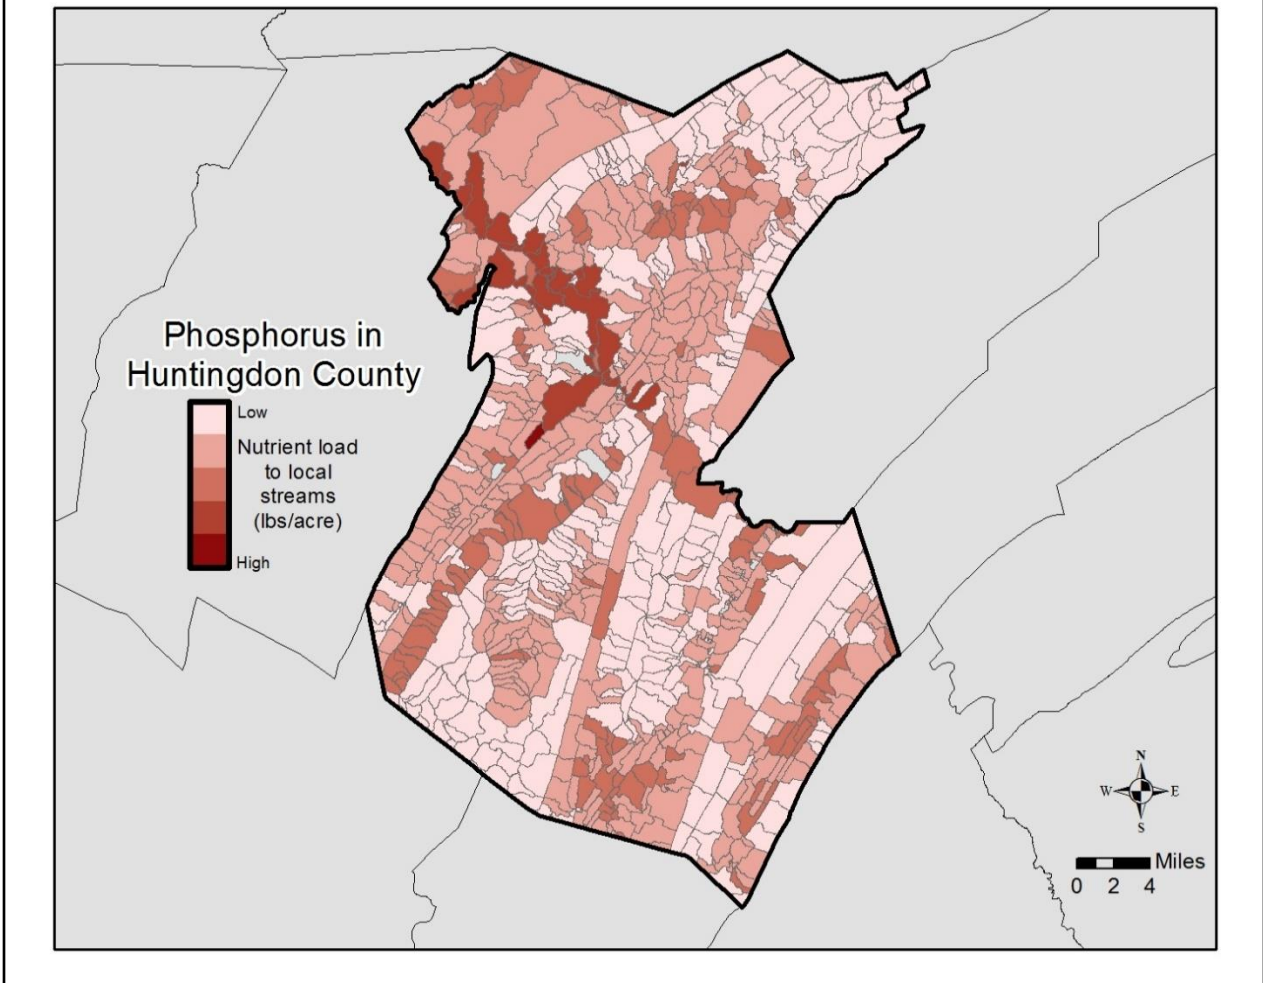 Phosphorus in
Huntingdon County
Low
Nutrient load
to local
streams
(lbs/acre)
High
N
W E
S
Miles
0 2 4